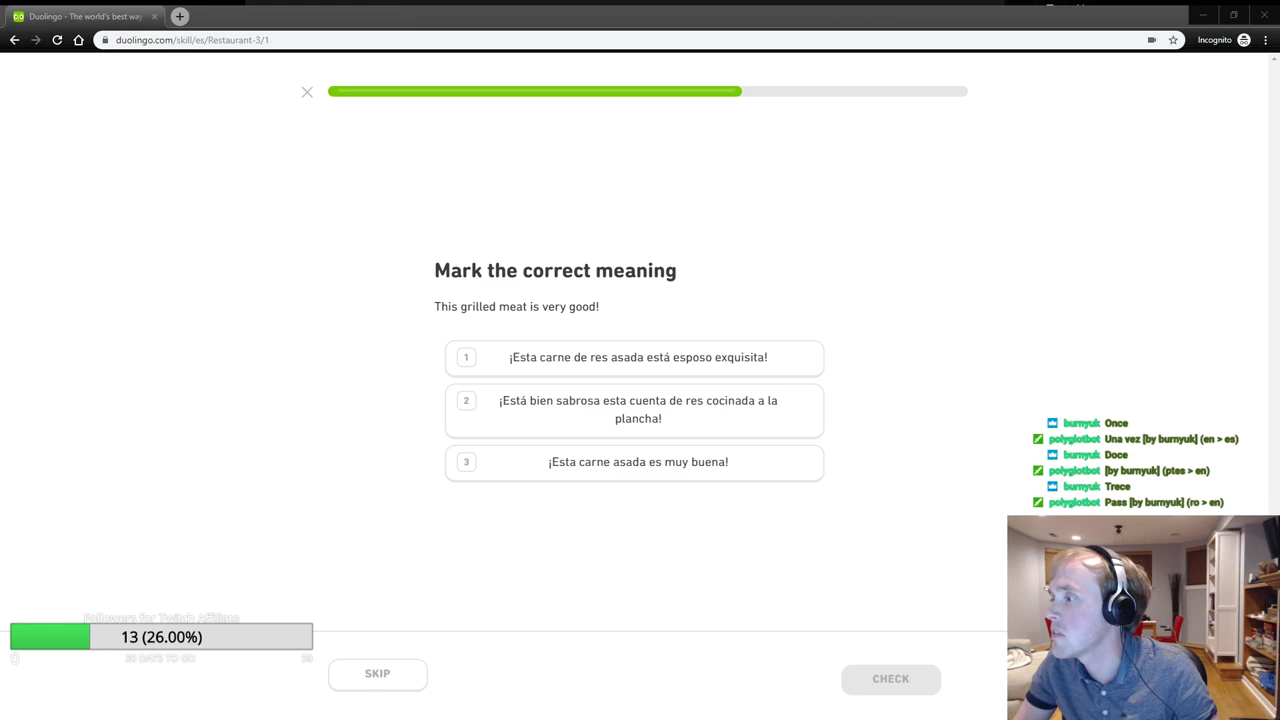 Duolingo - The world's best way
duolingo.com/skill/es/Restaurant-3/1
Incognito
Mark the correct meaning
This grilled meat is very good!
1 ¡Esta carne de res asada está esposo exquisita!
2 ¡Está bien sabrosa esta cuenta de res cocinada a la
plancha!
3 ¡Esta carne asada es muy buena!
burnyuk Once
polyglotbot Una vez [by burnyuk] (en > es)
burnyuk Doce
polyglotbot [by burnyuk] (ptes > en)
burnyuk Trece
polyglotbot Pass [by burnyuk] (ro > en)
Followers for Twitch Affiliate
13 (26.00%)
0
DAYS TO GO
SKIP
CHECK